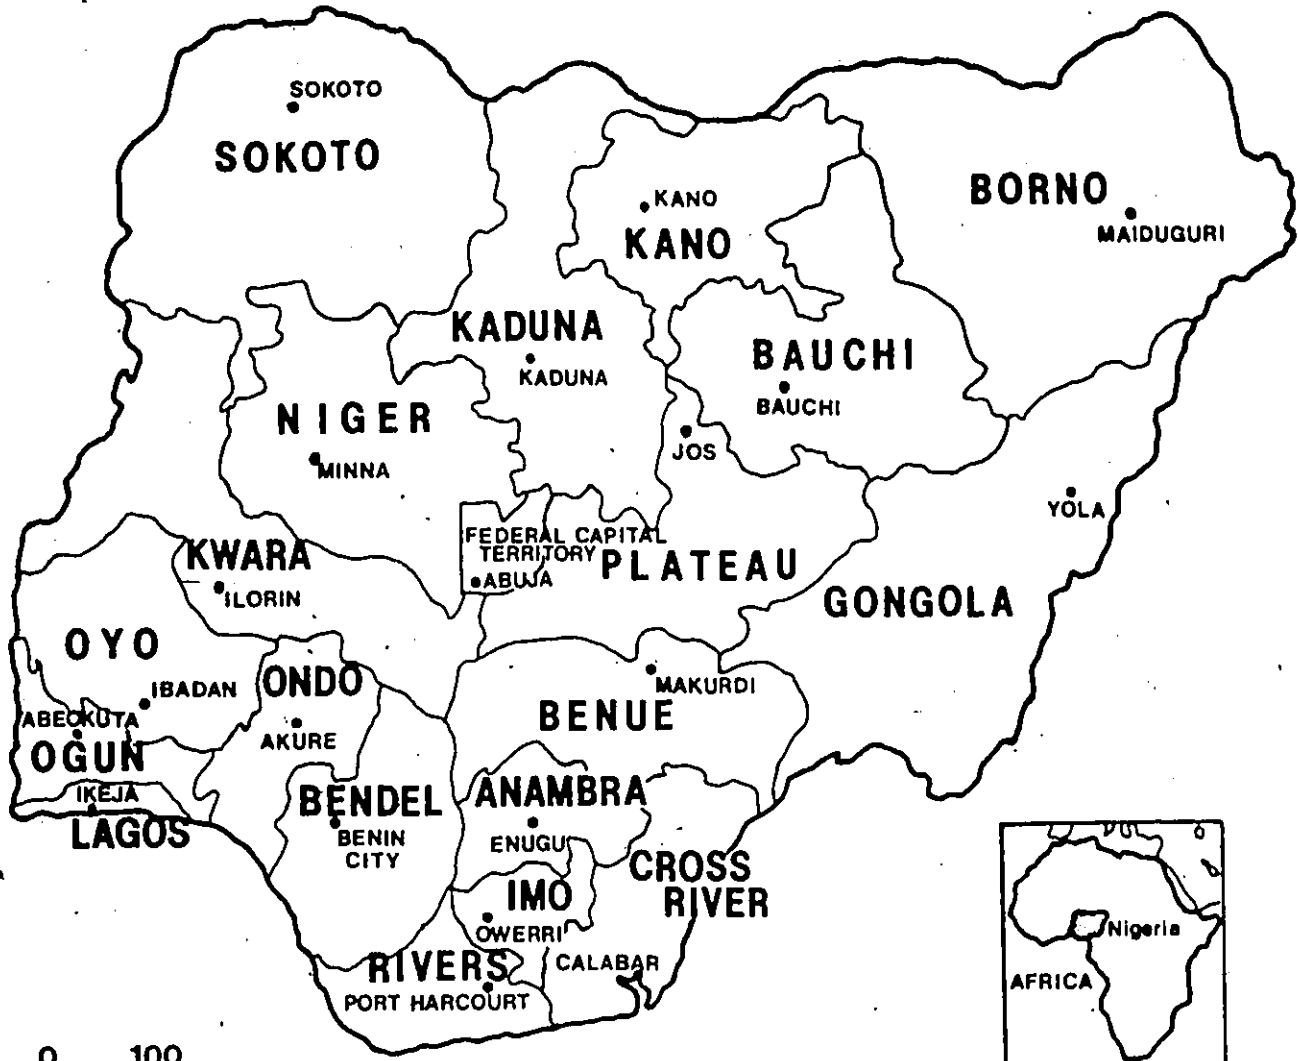 SOKOTO
SOKOTO
BORNO
MAIDUGURI
KANO
KANO
KADUNA
KADUNA
BAUCHI
BAUCHI
NIGER
MINNA
JOS
YOLA
FEDERAL CAPITAL
TERRITORY
ABUJA
PLATEAU
KWARA
ILORIN
GONGOLA
OYO
IBADAN
ONDO
AKURE
MAKURDI
BENUE
ABEOKUTA
OGUN
IKEJA
LAGOS
BENDEL
BENIN
CITY
ANAMBRA
ENUGU
CROSS
RIVER
IMO
OWERRI
RIVERS
PORT HARCOURT
CALABAR
Nigeria
AFRICA
0 100